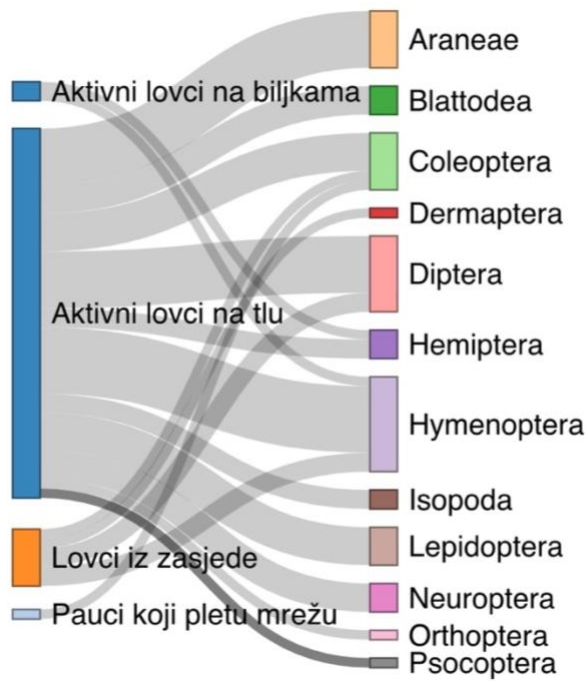 Aktivni lovci na biljkama
Aktivni lovci na tlu
Lovci iz zasjede
Pauci koji pletu mrežu
Araneae
Blattodea
Coleoptera
Dermaptera
Diptera
Hemiptera
Hymenoptera
Isopoda
Lepidoptera
Neuroptera
Orthoptera
Psocoptera